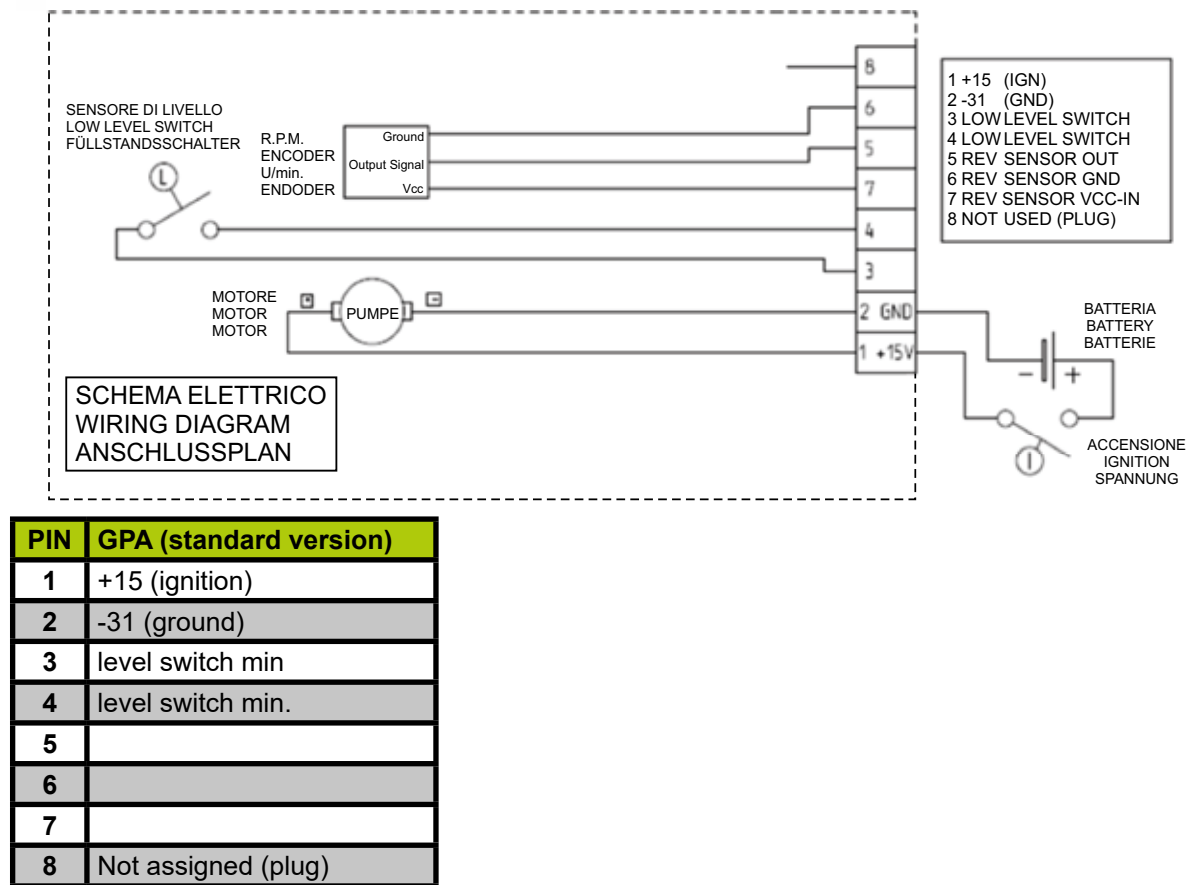 SENSORE DI LIVELLO
LOW LEVEL SWITCH
FÜLLSTANDSSCHALTER
L
R.P.M.
ENCODER
U/min.
ENDODER
Ground
Output Signal
Vcc
8
6
5
7
4
3
2 GND
1 +15V
1 +15 (IGN)
2 -31 (GND)
3 LOW LEVEL SWITCH
4 LOW LEVEL SWITCH
5 REV SENSOR OUT
6 REV SENSOR GND
7 REV SENSOR VCC-IN
8 NOT USED (PLUG)
MOTORE
MOTOR
MOTOR
PUMPE
-
BATTERIA
BATTERY
BATTERIE
- +
I
ACCENSIONE
IGNITION
SPANNUNG
SCHEMA ELETTRICO
WIRING DIAGRAM
ANSCHLUSSPLAN
PIN GPA (standard version)
1 +15 (ignition)
2 -31 (ground)
3 level switch min
4 level switch min.
5
6
7
8 Not assigned (plug)